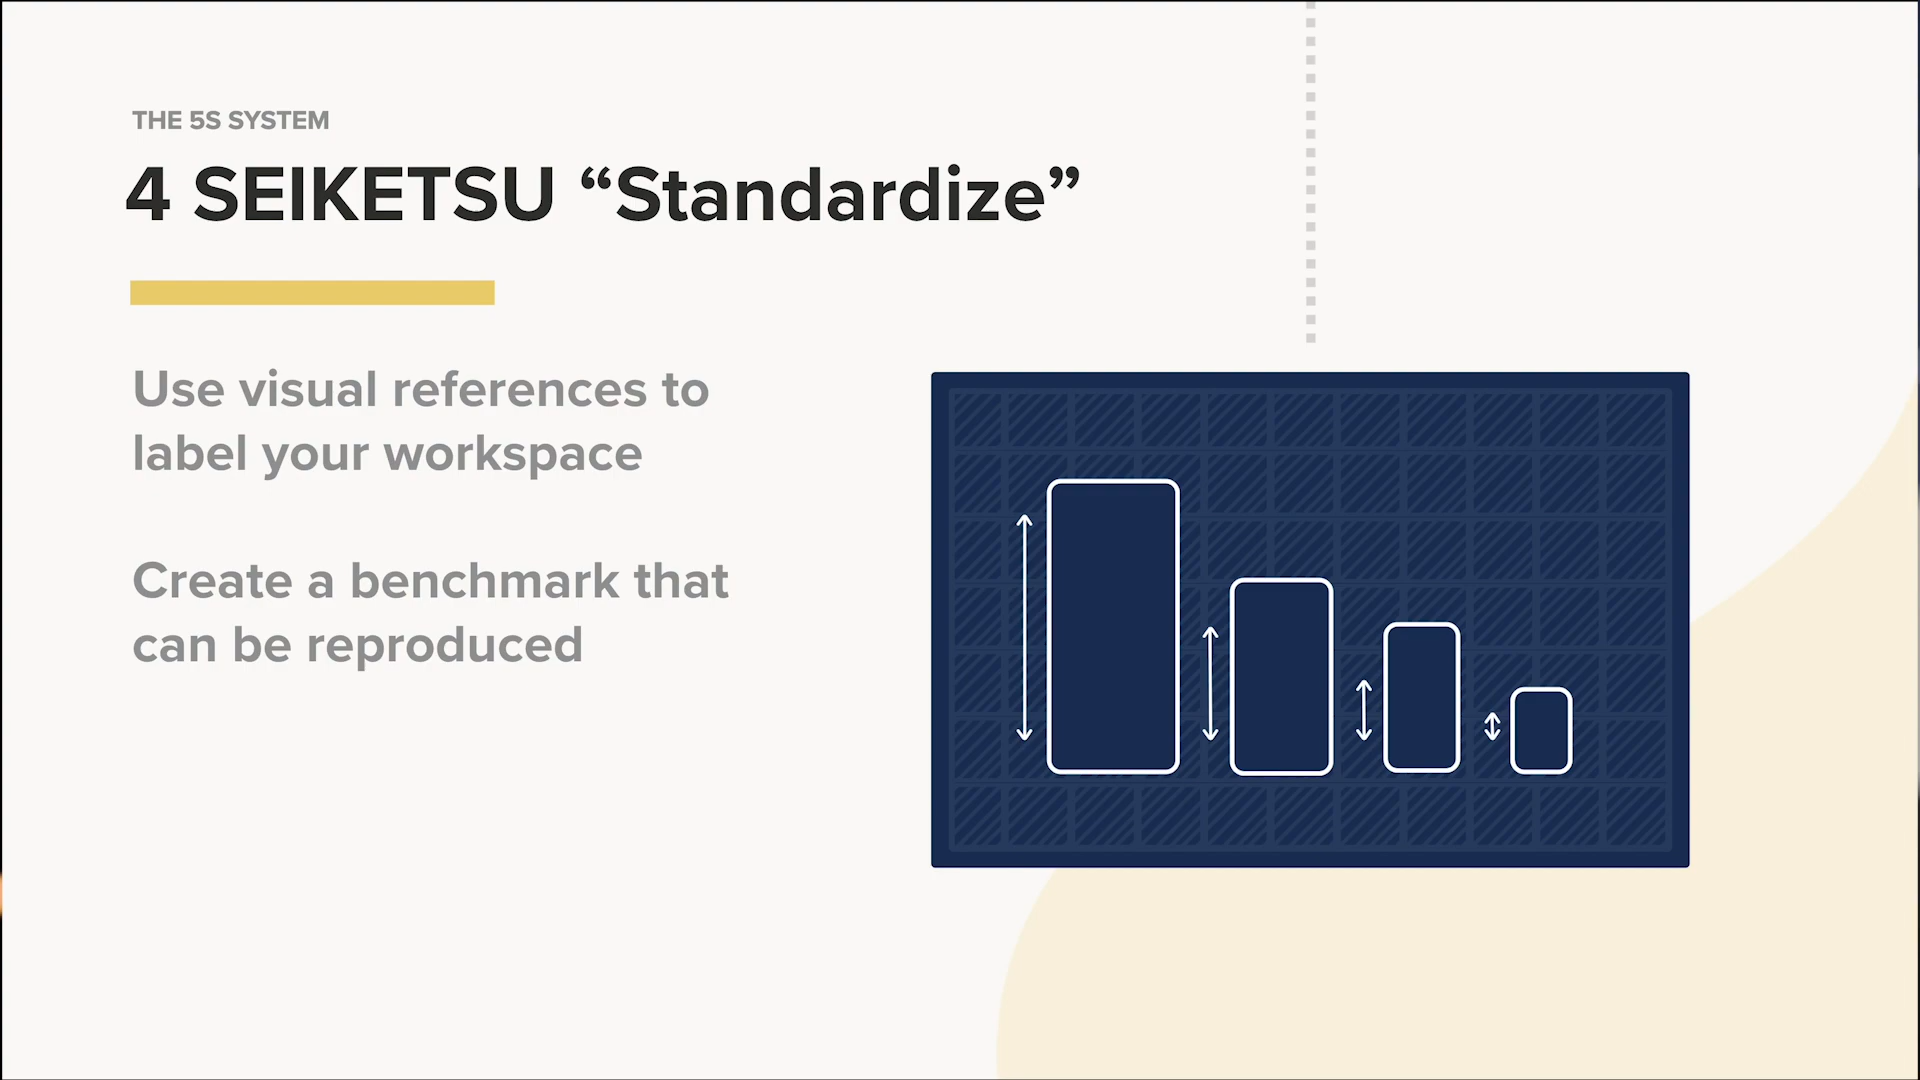 THE 5S SYSTEM
4 SEIKETSU “Standardize”
Use visual references to
label your workspace
Create a benchmark that
can be reproduced